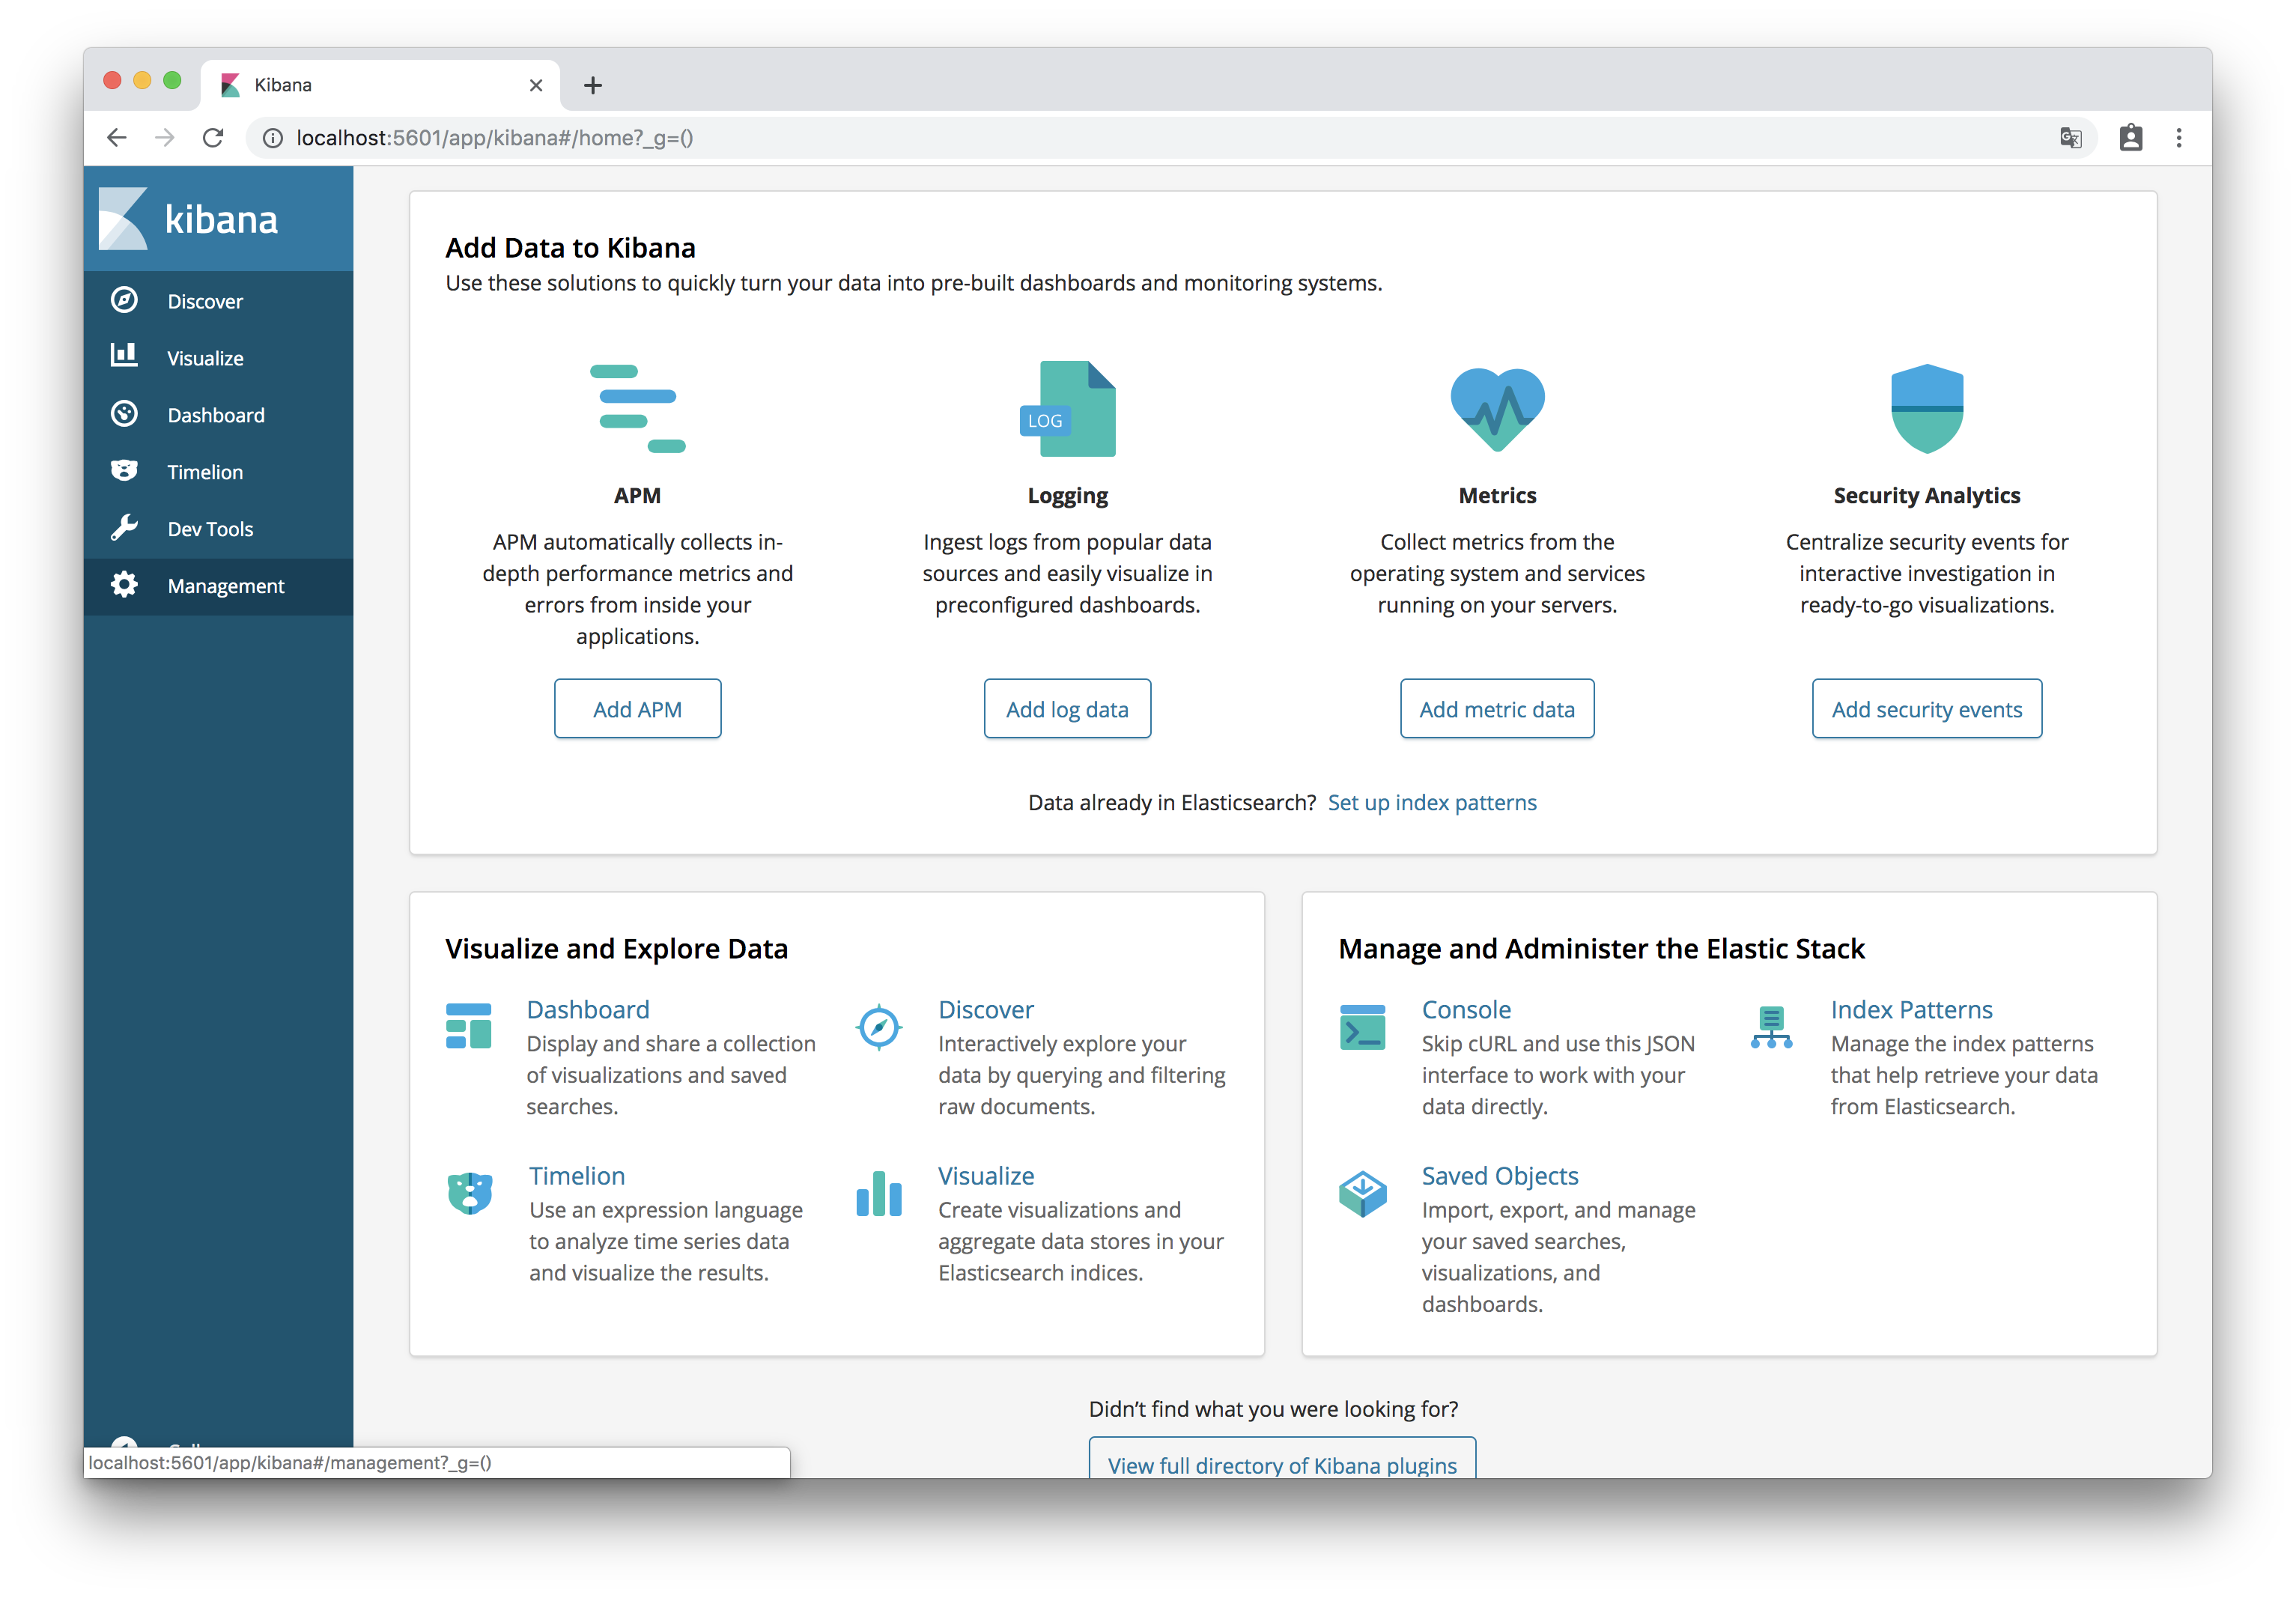 Kibana
localhost:5601/app/kibana#/home?_g=()
kibana
Discover
Visualize
Dashboard
Timelion
Dev Tools
Management
Add Data to Kibana
Use these solutions to quickly turn your data into pre-built dashboards and monitoring systems.
LOG
APM
APM automatically collects in-
depth performance metrics and
errors from inside your
applications.
Add APM
Logging
Ingest logs from popular data
sources and easily visualize in
preconfigured dashboards.
Add log data
Metrics
Collect metrics from the
operating system and services
running on your servers.
Add metric data
Security Analytics
Centralize security events for
interactive investigation in
ready-to-go visualizations.
Add security events
Data already in Elasticsearch? Set up index patterns
Visualize and Explore Data
Dashboard
Display and share a collection
of visualizations and saved
searches.
Discover
Interactively explore your
data by querying and filtering
raw documents.
Timelion
Use an expression language
to analyze time series data
and visualize the results.
Visualize
Create visualizations and
aggregate data stores in your
Elasticsearch indices.
Manage and Administer the Elastic Stack
Console
Skip cURL and use this JSON
interface to work with your
data directly.
Index Patterns
Manage the index patterns
that help retrieve your data
from Elasticsearch.
Saved Objects
Import, export, and manage
your saved searches,
visualizations, and
dashboards.
Didn’t find what you were looking for?
View full directory of Kibana plugins
localhost:5601/app/kibana#/management?_g=()